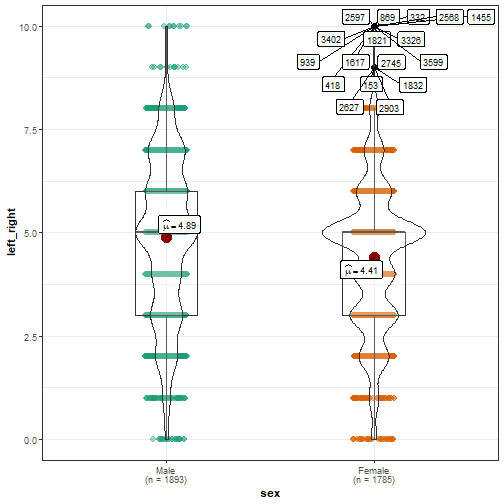 10.0
7.5
5.0
2.5
0.0
left_right
2597
869
332
2568
1455
3402
1821
3326
939
1617
2745
3599
418
153
1832
2627
2903
μ̂ = 4.89
μ̂ = 4.41
Male
(n = 1893)
Female
(n = 1785)
sex